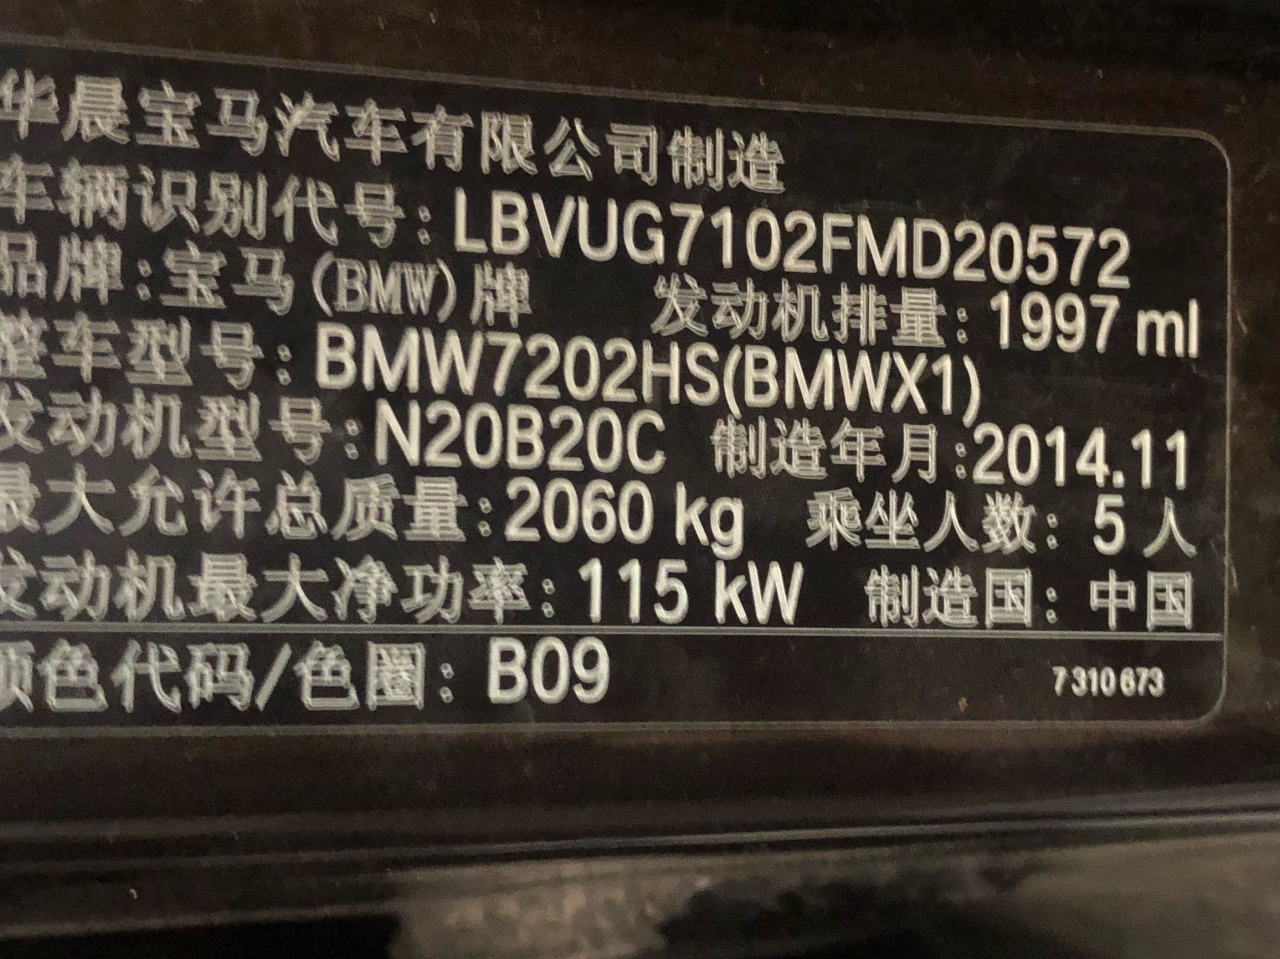 华晨宝马汽车有限公司制造
车辆识别代号: LBVUG7102FMD20572
品牌:宝马(BMW)牌 发动机排量: 1997 ml
整车型号: BMW7202HS(BMWX1)
发动机型号:N20B20C 制造年月:2014.11
最大允许总质量:2060 kg 乘坐人数: 5 人
发动机最大净功率: 115 kW 制造国: 中国
颜色代码/色圈: B09 7 310 673